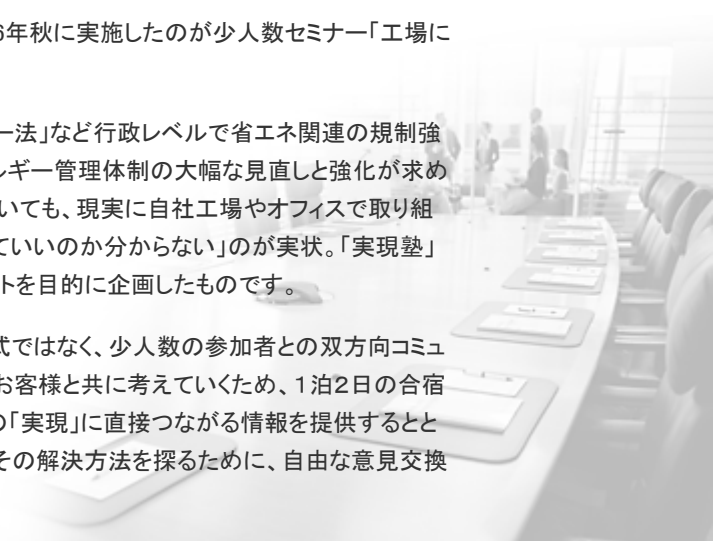 6年秋に実施したのが少人数セミナー「工場に
ー法」など行政レベルで省エネ関連の規制強
ルギー管理体制の大幅な見直しと強化が求め
いても、現実に自社工場やオフィスで取り組
ていいのか分からない」のが実状。「実現塾」
トを目的に企画したものです。
式ではなく、少人数の参加者との双方向コミュ
お客様と共に考えていくため、1泊2日の合宿
の「実現」に直接つながる情報を提供するとと
その解決方法を探るために、自由な意見交換